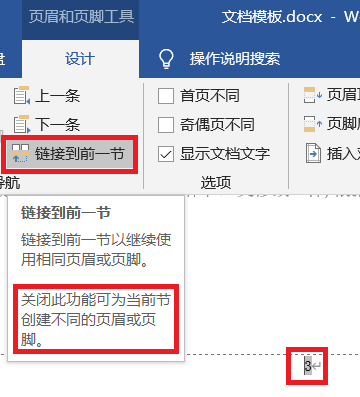 页眉和页脚工具 文档模板.docx - W
设计 操作说明搜索
上一条 首页不同 页眉
下一条 奇偶页不同 页脚
链接到前一节 显示文档文字 插入
选项
链接到前一节
链接到前一节以继续使
用相同页眉或页脚。
关闭此功能可为当前节
创建不同的页眉或页
脚。
3